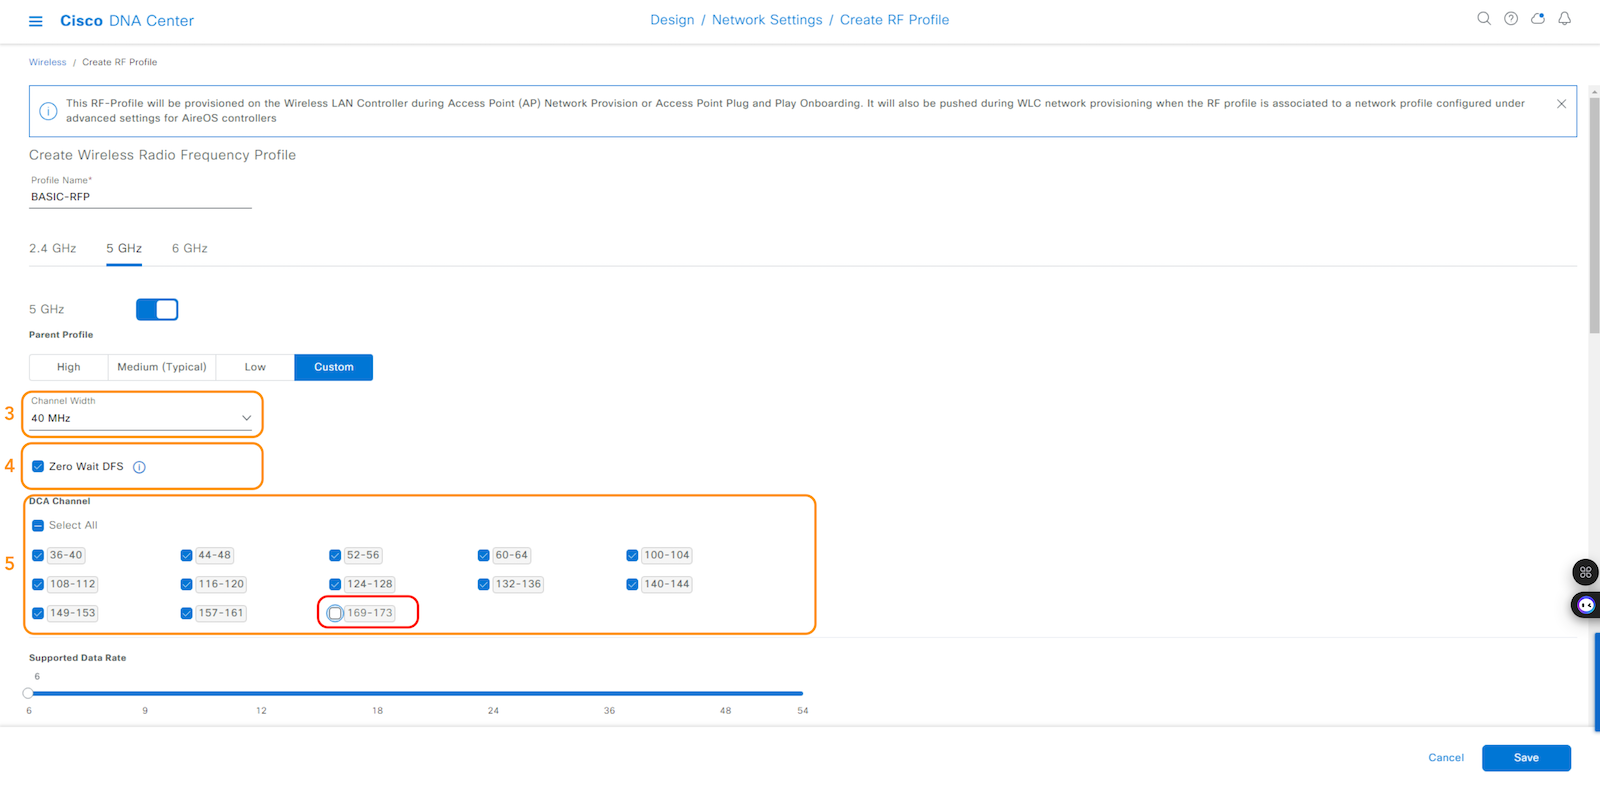 Cisco DNA Center
Design / Network Settings / Create RF Profile
Wireless / Create RF Profile
This RF-Profile will be provisioned on the Wireless LAN Controller during Access Point (AP) Network Provision or Access Point Plug and Play Onboarding. It will also be pushed during WLC network provisioning when the RF profile is associated to a network profile configured under
advanced settings for AireOS controllers
Create Wireless Radio Frequency Profile
Profile Name*
BASIC-RFP
2.4 GHz 5 GHz 6 GHz
5 GHz
Parent Profile
High Medium (Typical) Low Custom
3
Channel Width
40 MHz
4
Zero Wait DFS
5
DCA Channel
Select All
36-40 44-48 52-56 60-64 100-104
108-112 116-120 124-128 132-136 140-144
149-153 157-161 169-173
Supported Data Rate
6
6 9 12 18 24 36 48 54
Cancel Save